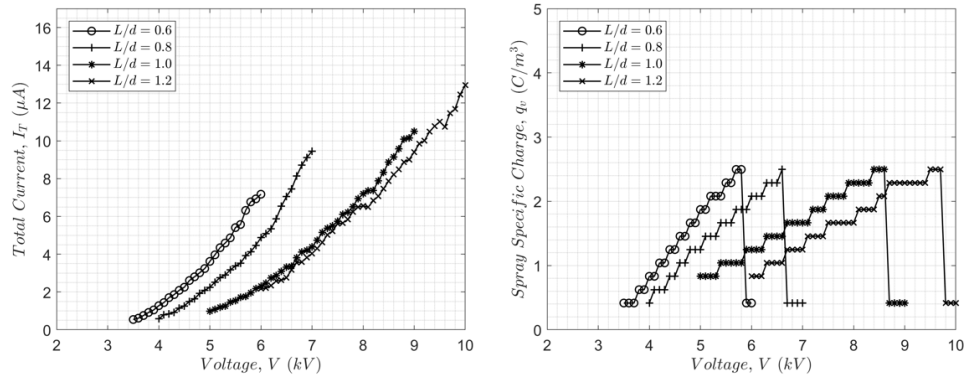 16
14
12
10
8
6
4
2
0
Total Current, I_T (μA)
L/d = 0.6
L/d = 0.8
L/d = 1.0
L/d = 1.2
2 3 4 5 6 7 8 9 10
Voltage, V (kV)
5
4
3
2
1
0
Spray Specific Charge, q_v (C/m³)
L/d = 0.6
L/d = 0.8
L/d = 1.0
L/d = 1.2
2 3 4 5 6 7 8 9 10
Voltage, V (kV)